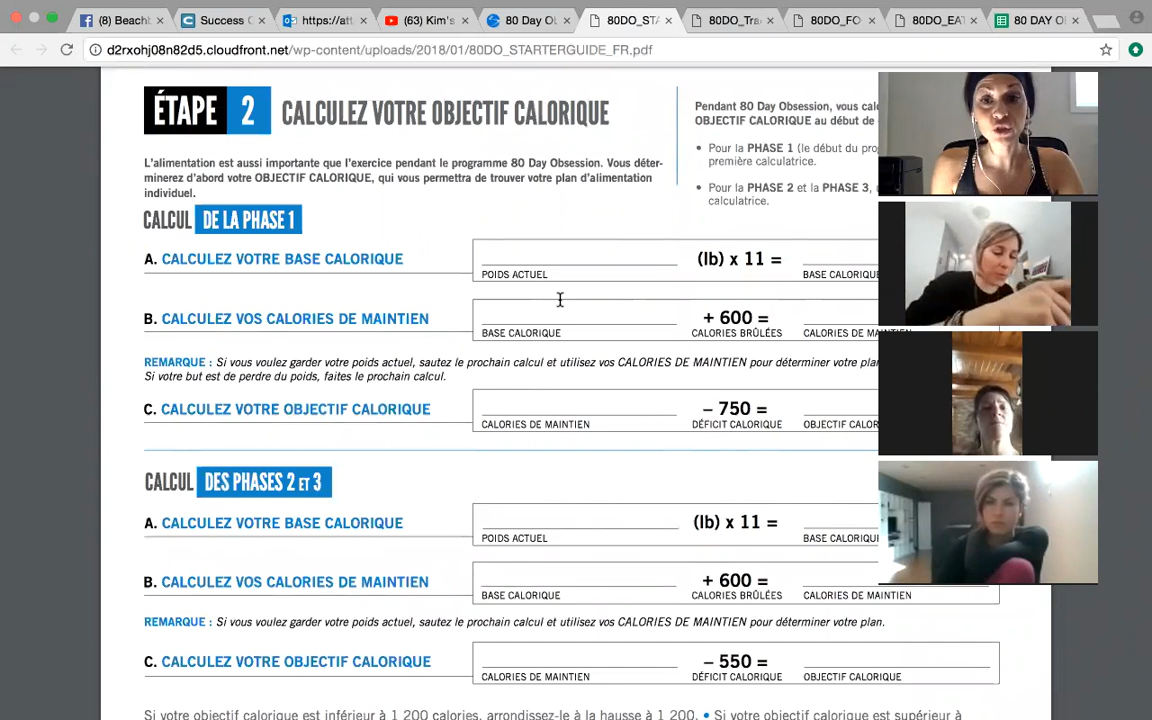 (8) Beachb
Success C
https://att
(63) Kim's
80 Day Ob
80DO_STA
80DO_Tra
80DO_FO
80DO_EAT
80 DAY O
d2rxohj08n82d5.cloudfront.net/wp-content/uploads/2018/01/80DO_STARTERGUIDE_FR.pdf
ÉTAPE 2 CALCULEZ VOTRE OBJECTIF CALORIQUE
L'alimentation est aussi importante que l'exercice pendant le programme 80 Day Obsession. Vous déter-
minerez d'abord votre OBJECTIF CALORIQUE, qui vous permettra de trouver votre plan d'alimentation
individuel.
Pendant 80 Day Obsession, vous
OBJECTIF CALORIQUE au début de
• Pour la PHASE 1 (le début du
première calculatrice.
• Pour la PHASE 2 et la PHASE 3,
calculatrice.
CALCUL DE LA PHASE 1
A. CALCULEZ VOTRE BASE CALORIQUE
(lb) x 11 =
POIDS ACTUEL
BASE CALORIQUE
B. CALCULEZ VOS CALORIES DE MAINTIEN
+ 600 =
BASE CALORIQUE
CALORIES BRÛLÉES
CALORIES DE MAINTIEN
REMARQUE : Si vous voulez garder votre poids actuel, sautez le prochain calcul et utilisez vos CALORIES DE MAINTIEN pour déterminer votre
Si votre but est de perdre du poids, faites le prochain calcul.
C. CALCULEZ VOTRE OBJECTIF CALORIQUE
– 750 =
CALORIES DE MAINTIEN
DÉFICIT CALORIQUE
OBJECTIF
CALCUL DES PHASES 2 ET 3
A. CALCULEZ VOTRE BASE CALORIQUE
(lb) x 11 =
POIDS ACTUEL
BASE CALORIQUE
B. CALCULEZ VOS CALORIES DE MAINTIEN
+ 600 =
BASE CALORIQUE
CALORIES BRÛLÉES
CALORIES DE MAINTIEN
REMARQUE : Si vous voulez garder votre poids actuel, sautez le prochain calcul et utilisez vos CALORIES DE MAINTIEN pour déterminer votre plan.
C. CALCULEZ VOTRE OBJECTIF CALORIQUE
– 550 =
CALORIES DE MAINTIEN
DÉFICIT CALORIQUE
OBJECTIF CALORIQUE
Si votre objectif calorique est inférieur à 1 200 calories, arrondissez-le à la hausse à 1 200. • Si votre objectif calorique est supérieur à